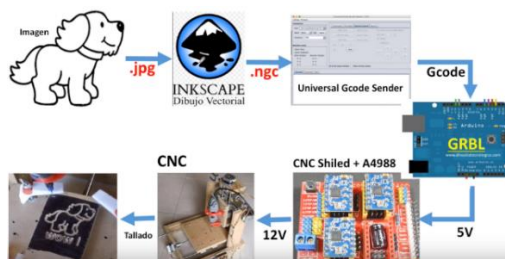 Imagen
.jpg
INKSCAPE
Dibujo Vectorial
.ngc
Universal Gcode Sender
Gcode
GRBL
5V
CNC Shiled + A4988
12V
CNC
Tallado